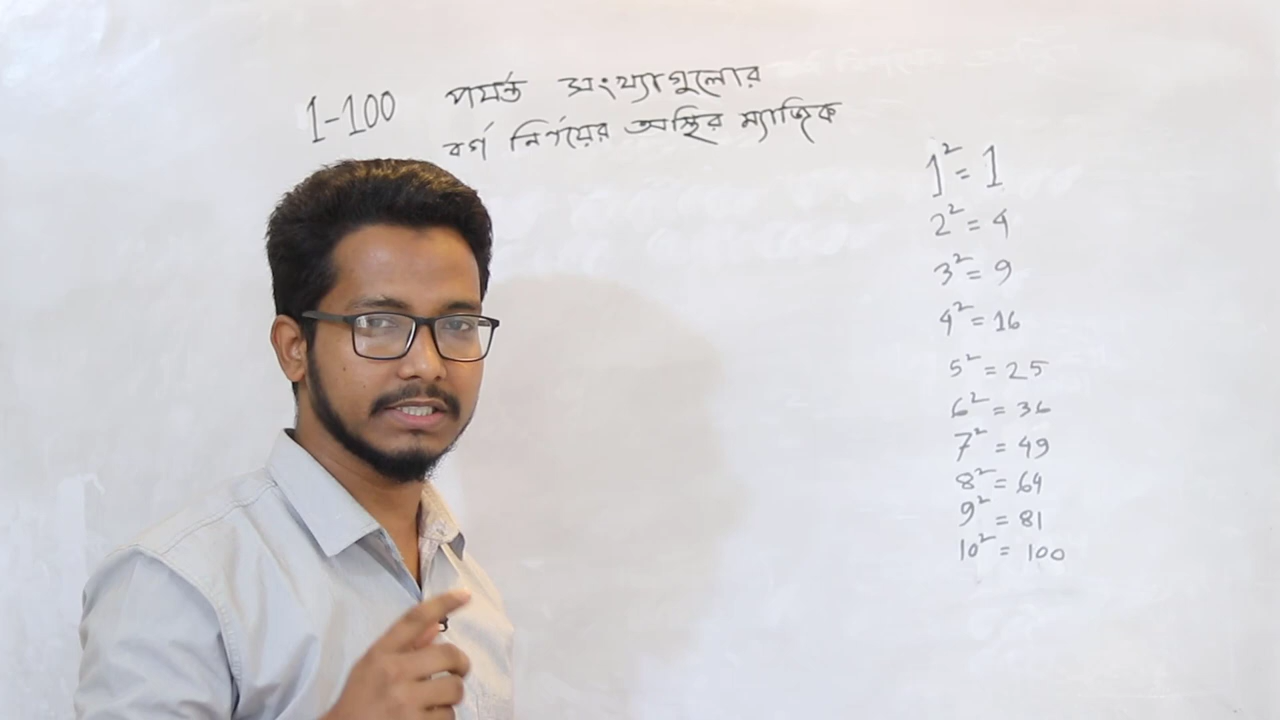 1-100 পর্যন্ত সংখ্যাগুলোর
বর্গ নির্ণয়ের অস্থির ম্যাজিক
1² = 1
2² = 4
3² = 9
4² = 16
5² = 25
6² = 36
7² = 49
8² = 64
9² = 81
10² = 100